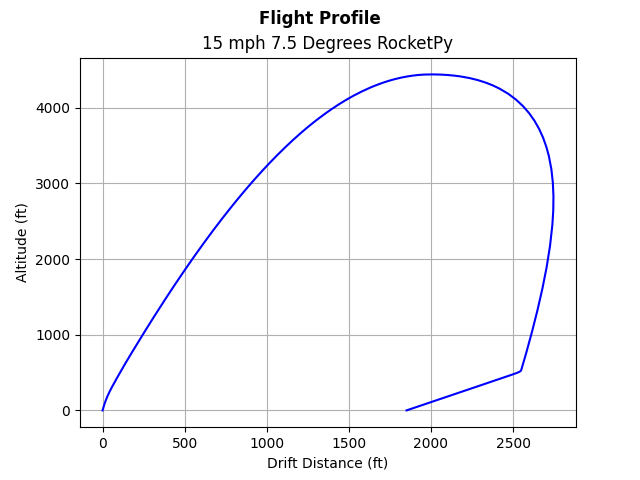 Flight Profile
15 mph 7.5 Degrees RocketPy
Altitude (ft)
4000
3000
2000
1000
0
0 500 1000 1500 2000 2500
Drift Distance (ft)